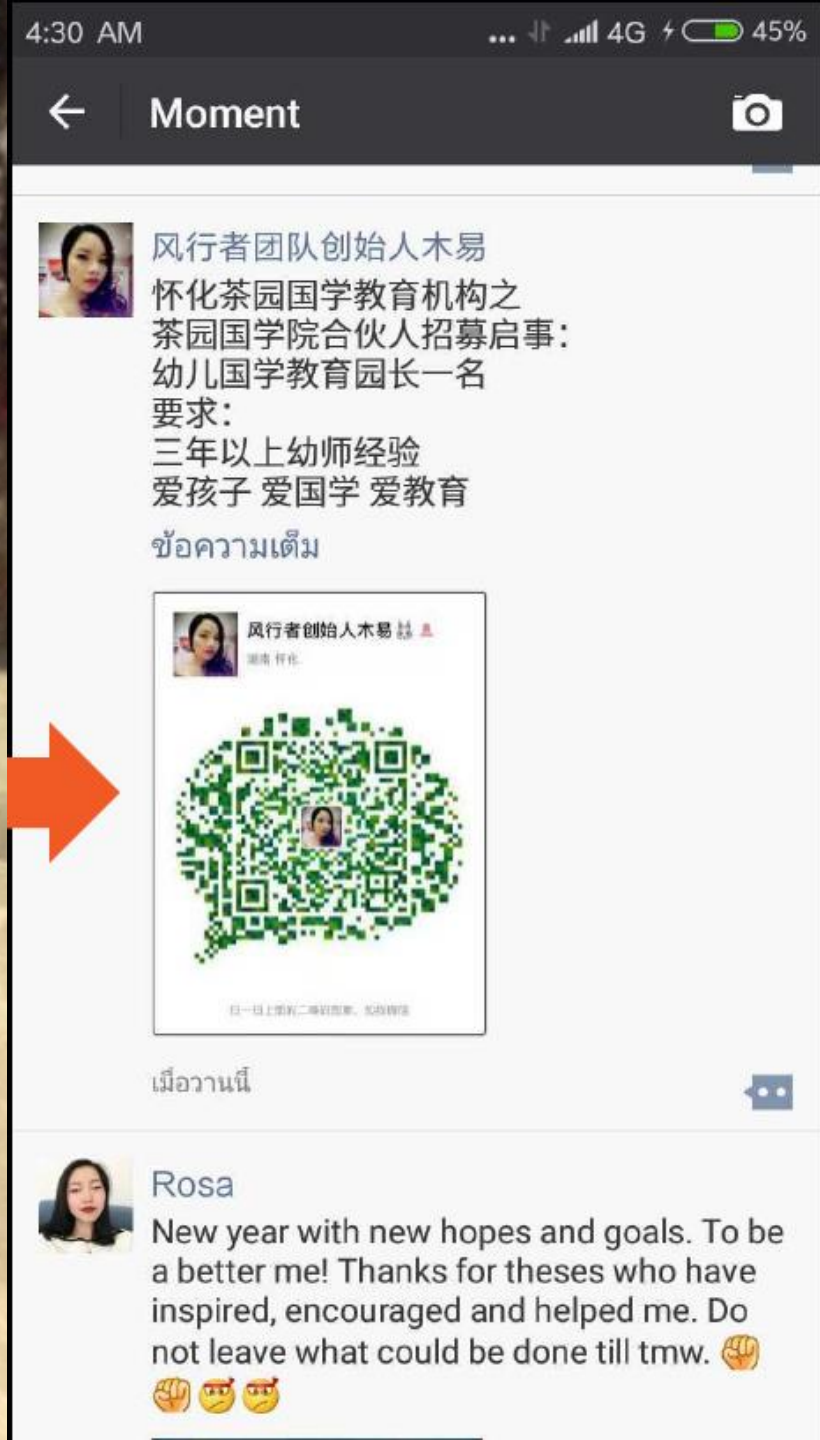 4:30 AM
... 4G 45%
Moment
风行者团队创始人木易
怀化茶园国学教育机构之
茶园国学院合伙人招募启事：
幼儿国学教育园长一名
要求：
三年以上幼师经验
爱孩子 爱国学 爱教育
ข้อความเต็ม
风行者创始人木易
湖南 怀化
เมื่อวานนี้
Rosa
New year with new hopes and goals. To be
a better me! Thanks for theses who have
inspired, encouraged and helped me. Do
not leave what could be done till tmw.